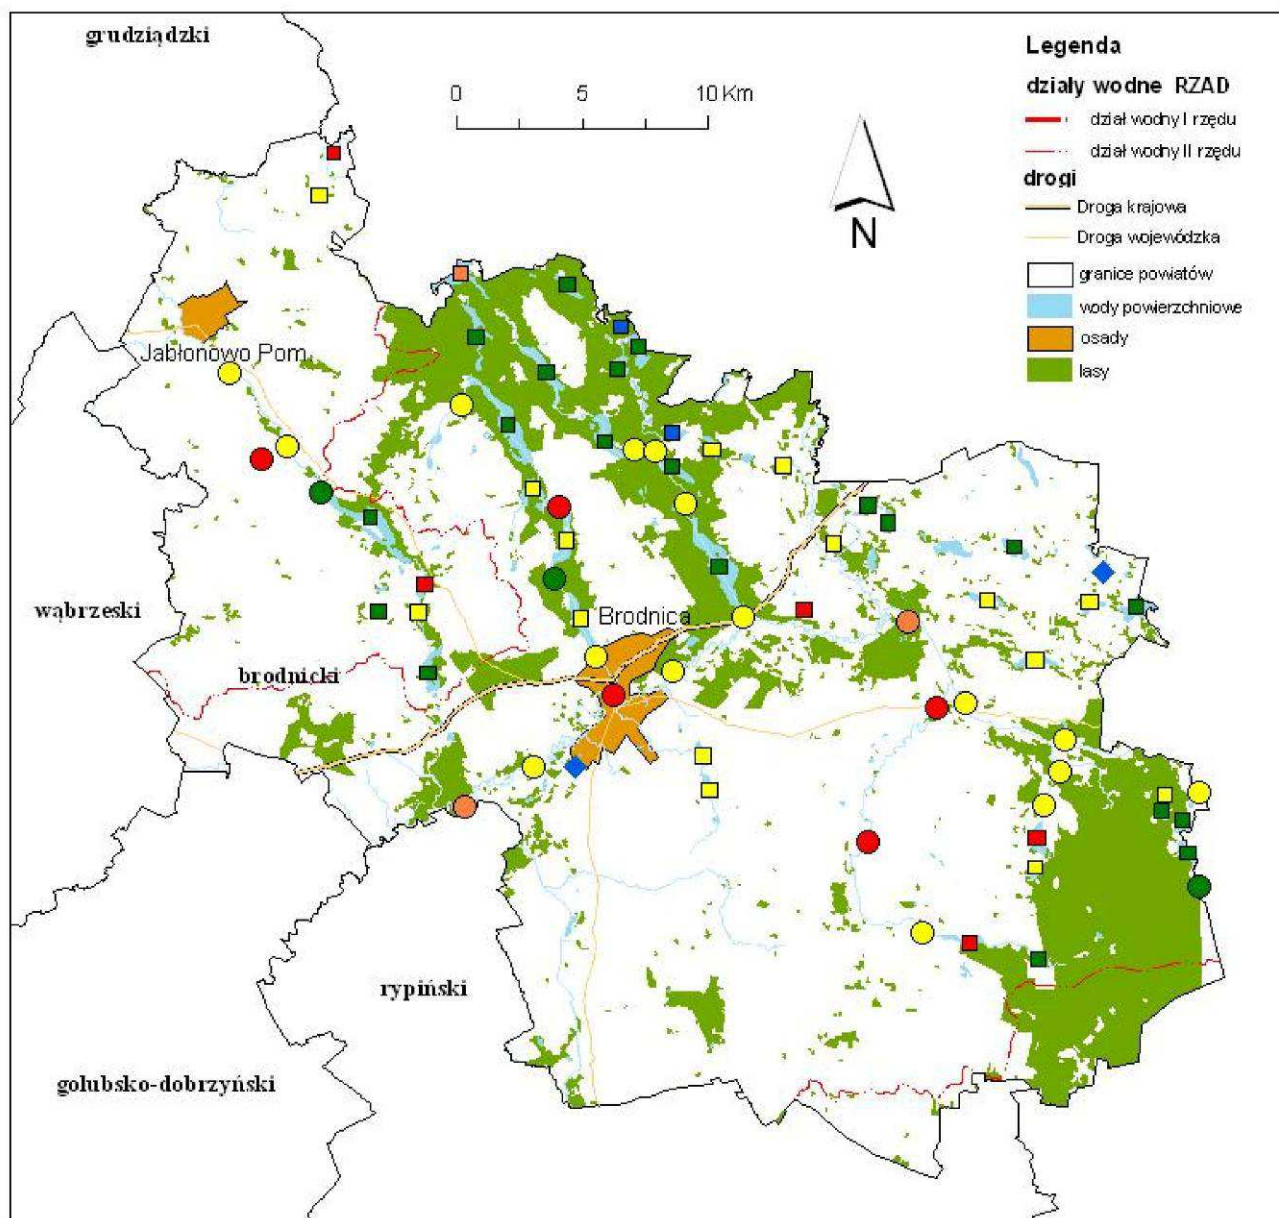 grudziądzki
0 5 10 Km
N
Legenda
działy wodne RZAD
dział wodny I rzędu
dział wodny II rzędu
drogi
Droga krajowa
Droga wojewódzka
granice powiatów
wody powierzchniowe
osady
lasy
Jabłonowo Pom.
wąbrzeski
Brodnica
brodnicki
rypiński
golubsko-dobrzyński